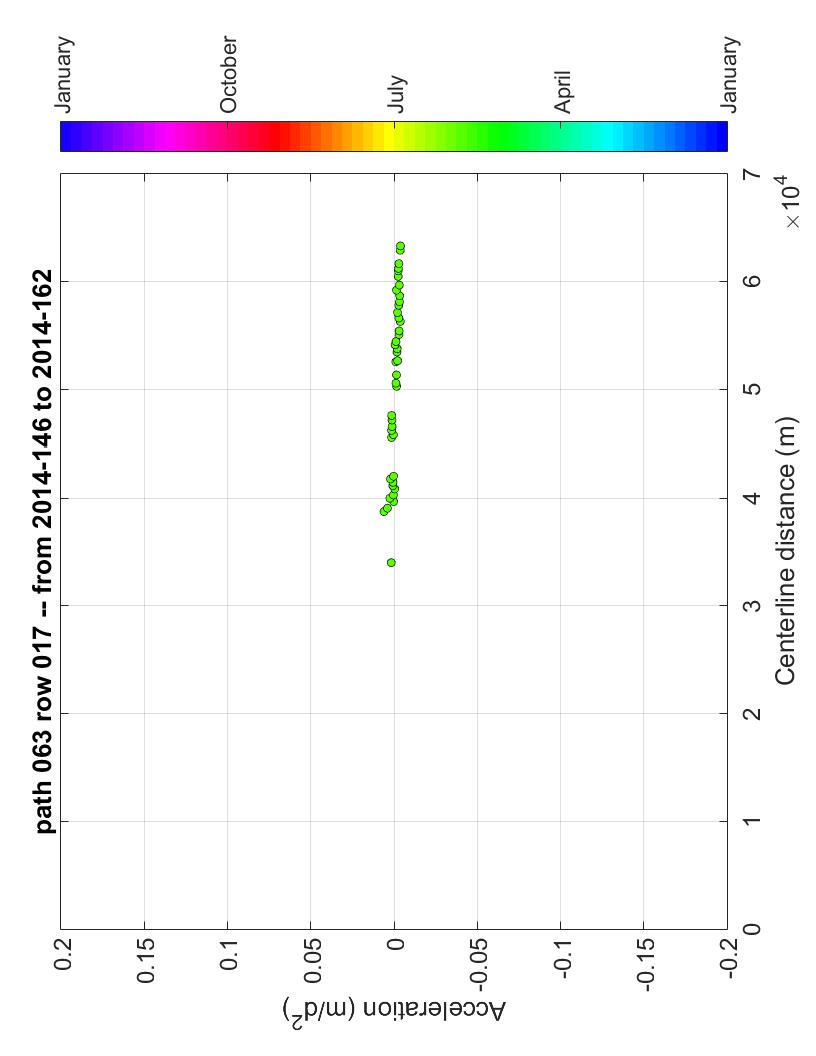 path 063 row 017 -- from 2014-146 to 2014-162
0.2
0.15
0.1
0.05
0
-0.05
-0.1
-0.15
-0.2
Acceleration (m/d²)
0
1
2
3
4
5
6
7
×10⁴
Centerline distance (m)
January
October
July
April
January